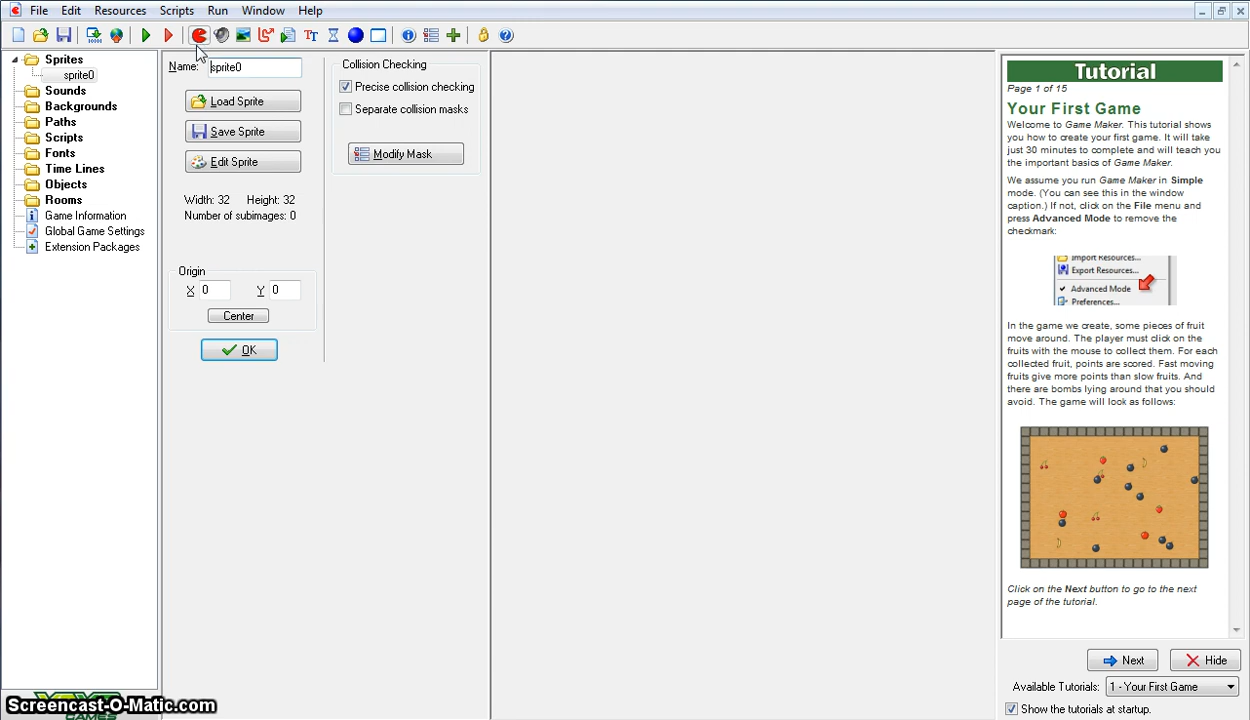 File Edit Resources Scripts Run Window Help
Sprites
sprite0
Sounds
Backgrounds
Paths
Scripts
Fonts
Time Lines
Objects
Rooms
Game Information
Global Game Settings
Extension Packages
Name: sprite0
Load Sprite
Save Sprite
Edit Sprite
Width: 32 Height: 32
Number of subimages: 0
Origin
X 0 Y 0
Center
OK
Collision Checking
Precise collision checking
Separate collision masks
Modify Mask
Tutorial
Page 1 of 15
Your First Game
Welcome to Game Maker. This tutorial shows
you how to create your first game. It will take
just 30 minutes to complete and will teach you
the important basics of Game Maker.
We assume you run Game Maker in Simple
mode. (You can see this in the window
caption.) If not, click on the File menu and
press Advanced Mode to remove the
checkmark:
Import Resources...
Export Resources...
Advanced Mode
Preferences...
In the game we create, some pieces of fruit
move around. The player must click on the
fruits with the mouse to collect them. For each
collected fruit, points are scored. Fast moving
fruits give more points than slow fruits. And
there are bombs lying around that you should
avoid. The game will look as follows:
Click on the Next button to go to the next
page of the tutorial.
Next Hide
Available Tutorials: 1 - Your First Game
Show the tutorials at startup.
GAMES
Screencast-O-Matic.com